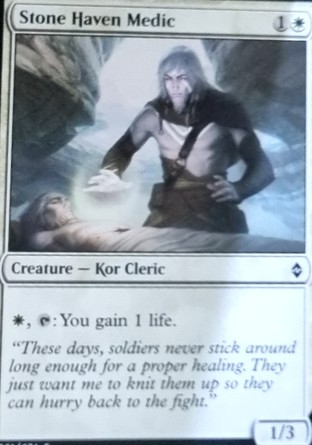 Stone Haven Medic 1
Creature — Kor Cleric
, : You gain 1 life.
"These days, soldiers never stick around
long enough for a proper healing. They
just want me to knit them up so they
can hurry back to the fight."
1/3